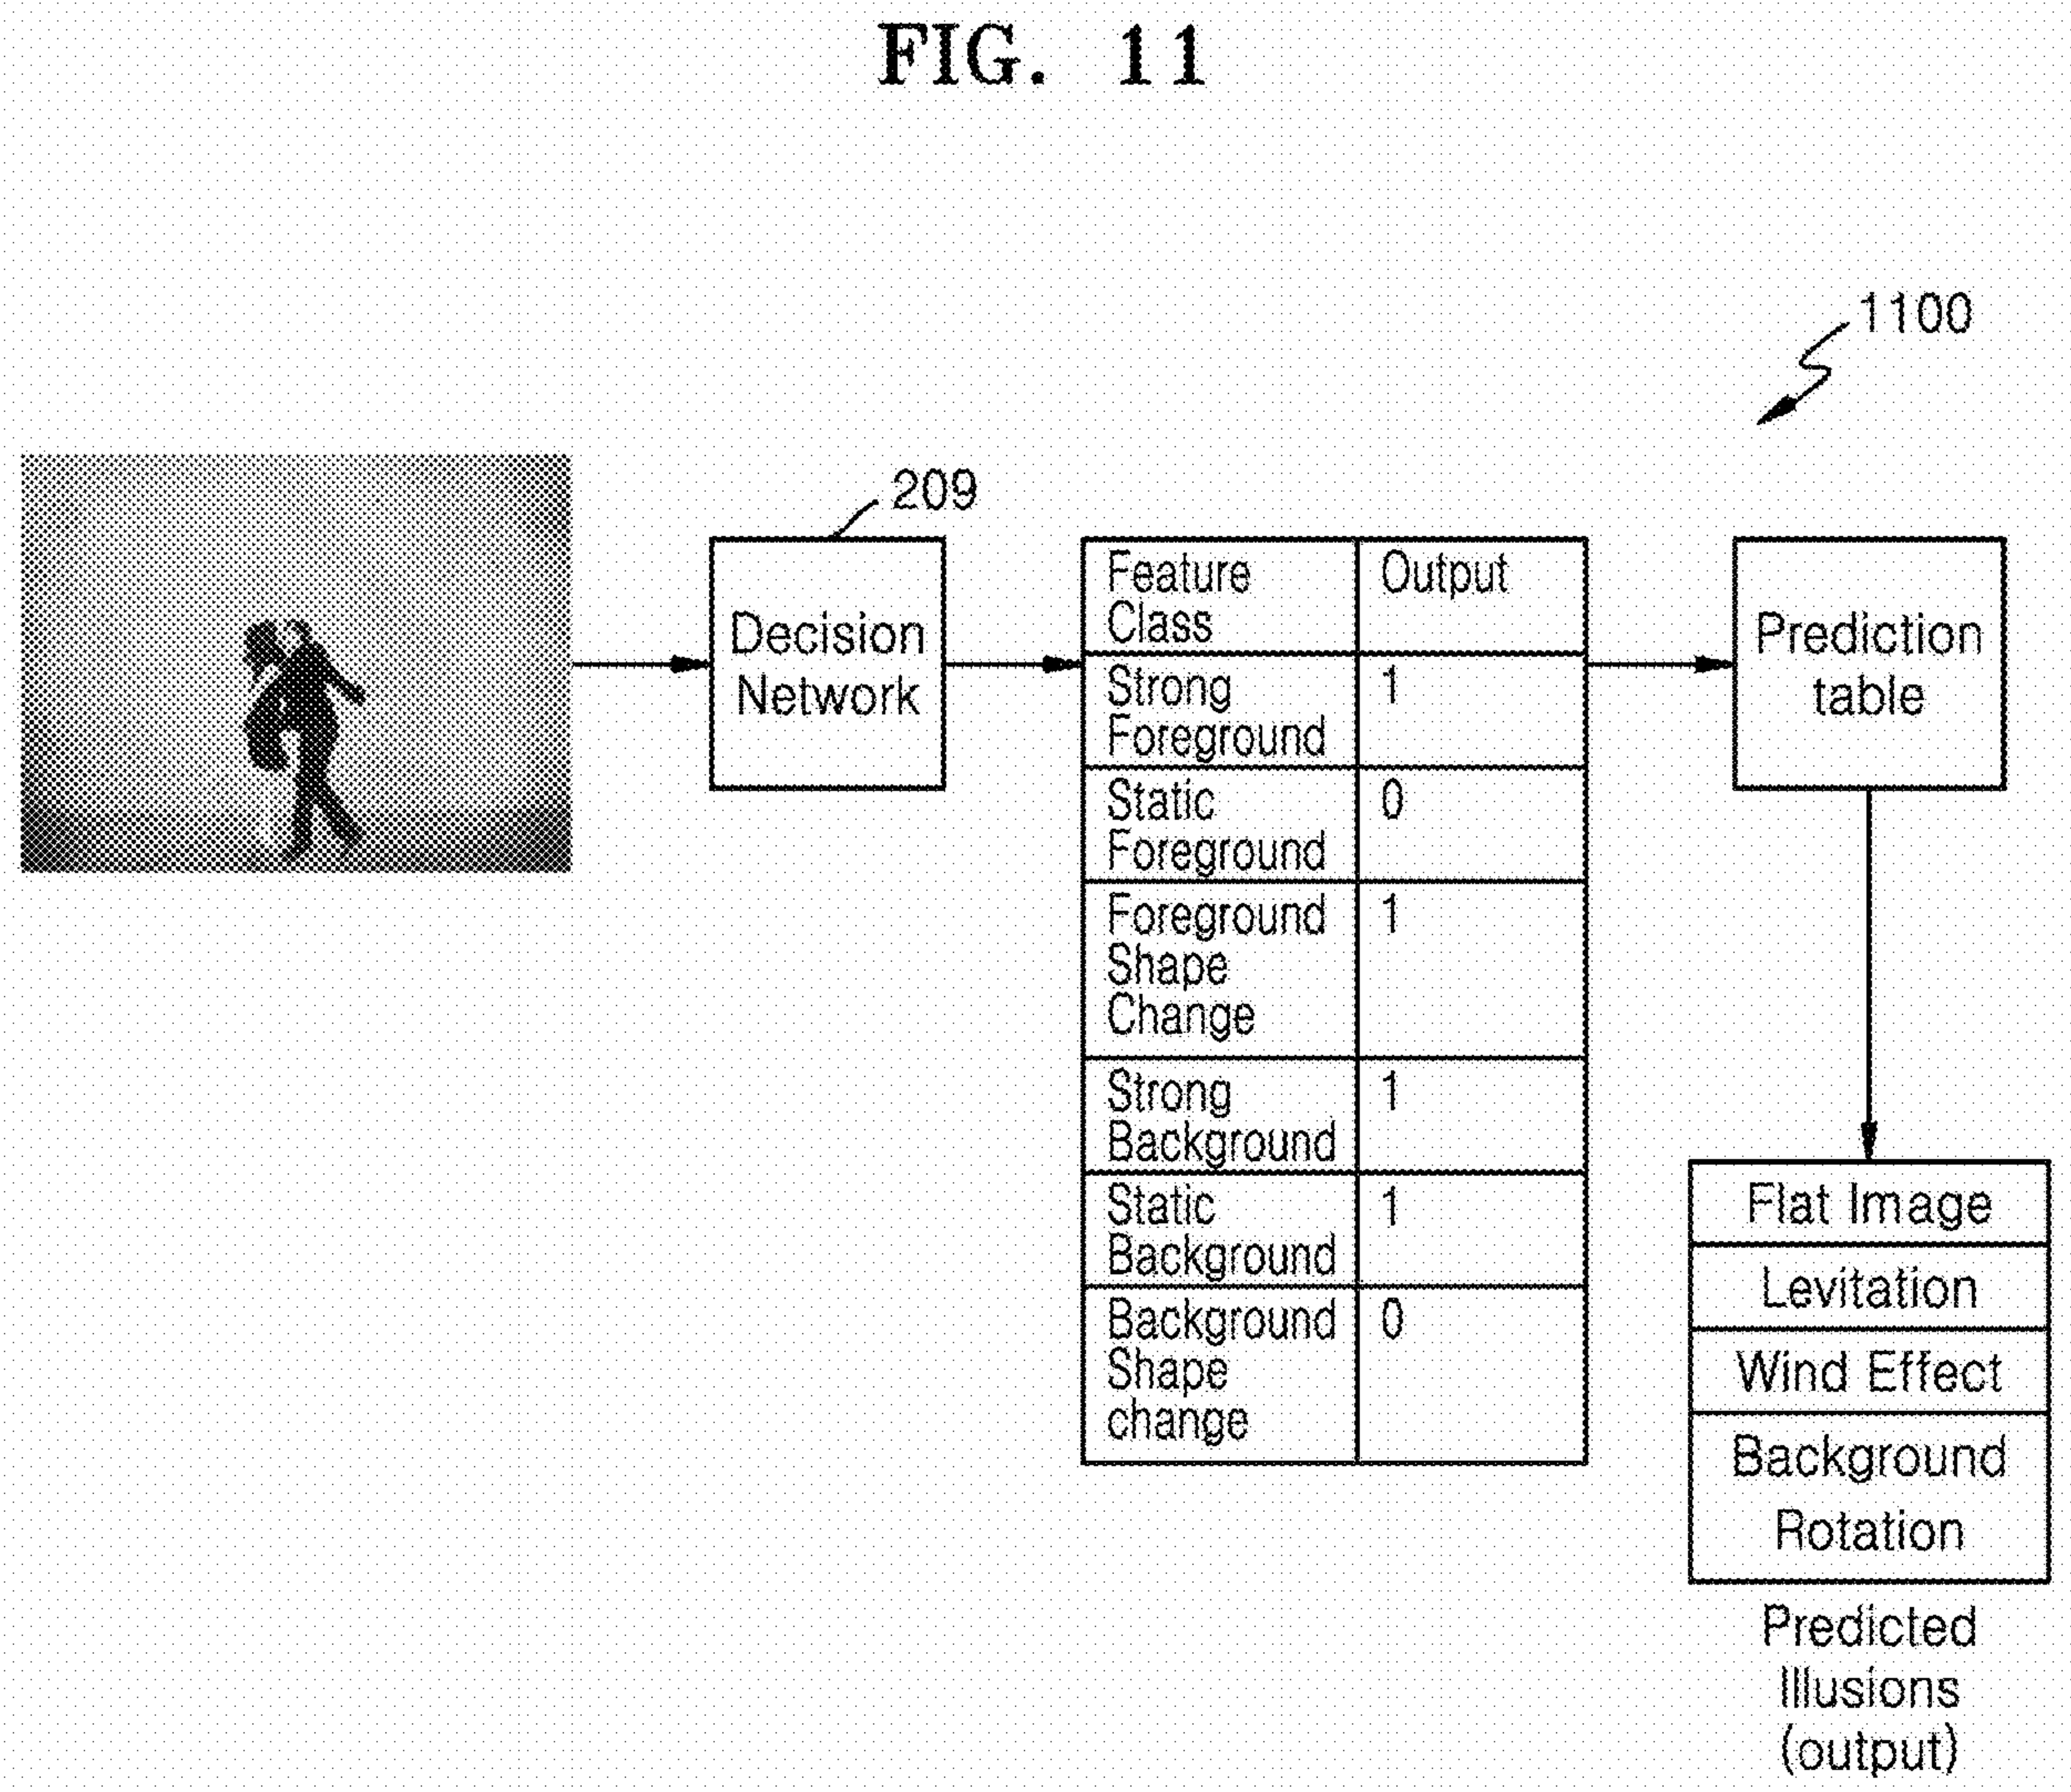 FIG. 11
1100
209
Decision
Network
Feature
Class
Output
Strong
Foreground
1
Static
Foreground
0
Foreground
Shape
Change
1
Strong
Background
1
Static
Background
1
Background
Shape
change
0
Prediction
table
Flat Image
Levitation
Wind Effect
Background
Rotation
Predicted
Illusions
(output)